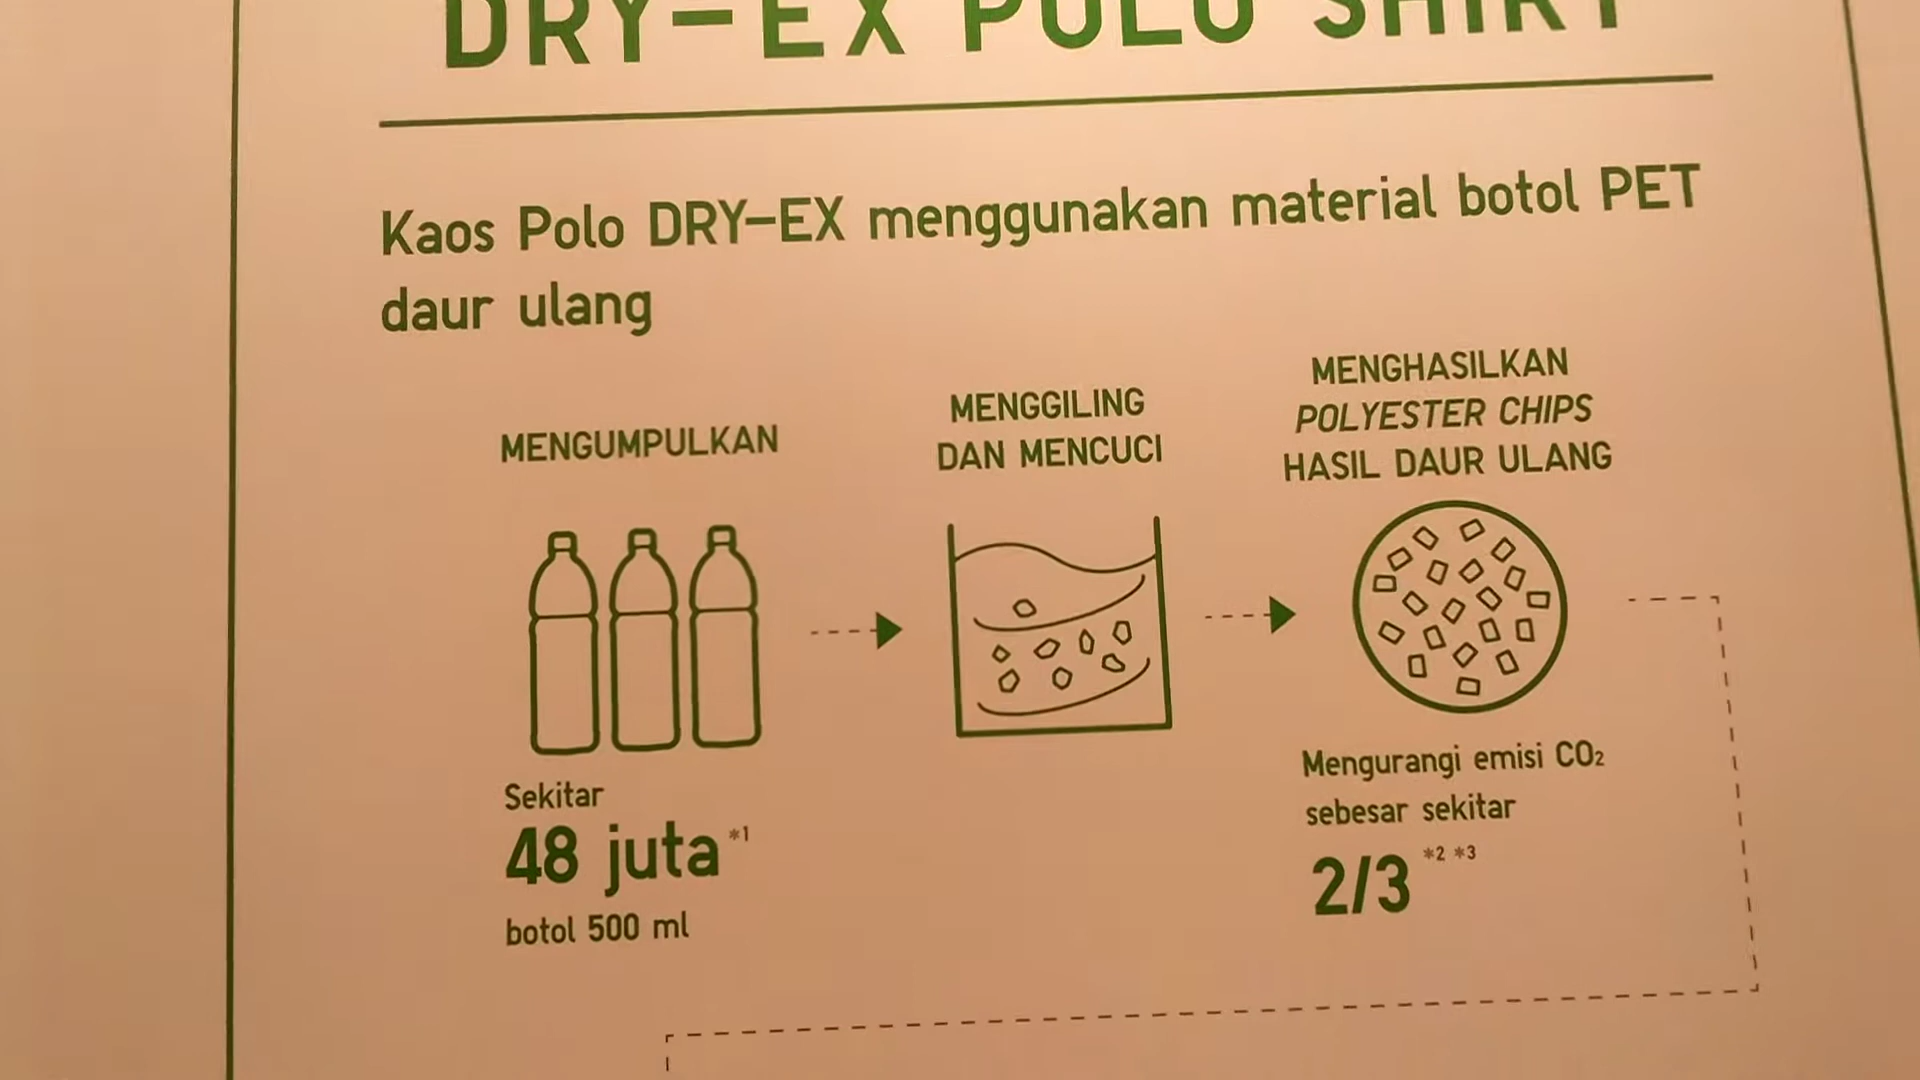 DRY-EX POLO SHIRT
Kaos Polo DRY-EX menggunakan material botol PET
daur ulang
MENGUMPULKAN
MENGGILING
DAN MENCUCI
MENGHASILKAN
POLYESTER CHIPS
HASIL DAUR ULANG
Sekitar
48 juta *1
botol 500 ml
Mengurangi emisi CO₂
sebesar sekitar
2/3 *2 *3